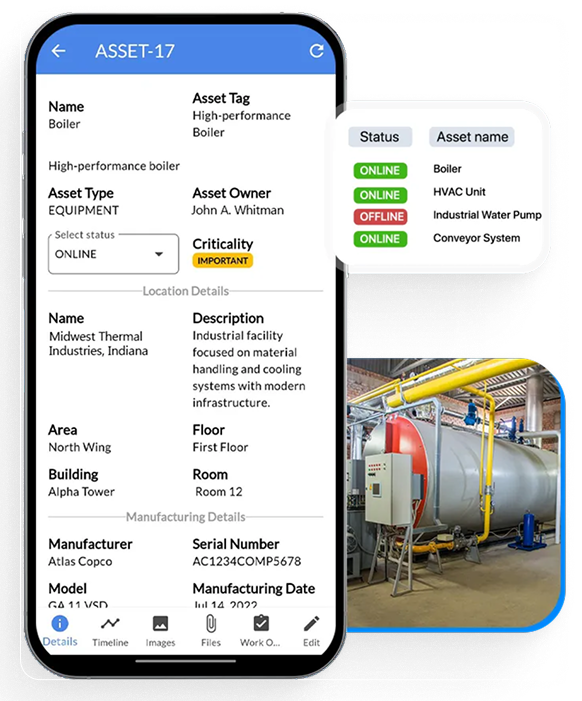 ASSET-17
Name
Boiler
Asset Tag
High-performance
Boiler
High-performance boiler
Asset Type
EQUIPMENT
Asset Owner
John A. Whitman
Select status
ONLINE
Criticality
IMPORTANT
Location Details
Name
Midwest Thermal
Industries, Indiana
Description
Industrial facility
focused on material
handling and cooling
systems with modern
infrastructure.
Area
North Wing
Floor
First Floor
Building
Alpha Tower
Room
Room 12
Manufacturing Details
Manufacturer
Atlas Copco
Serial Number
AC1234COMP5678
Model
GA 11 VSD
Manufacturing Date
Jul 14, 2022
Details
Timeline
Images
Files
Work O...
Edit
Status Asset name
ONLINE Boiler
ONLINE HVAC Unit
OFFLINE Industrial Water Pump
ONLINE Conveyor System